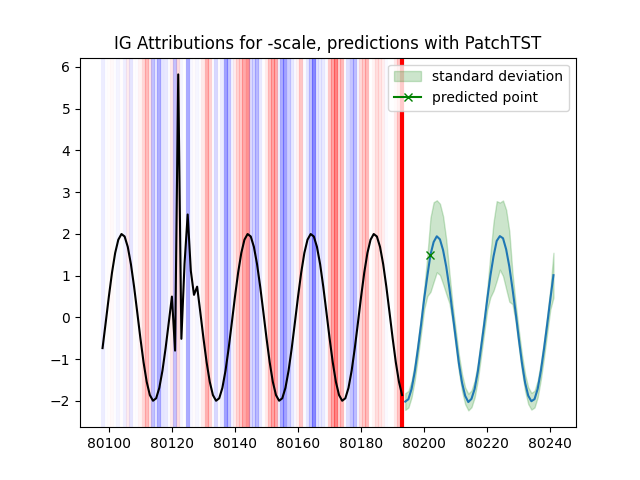 IG Attributions for -scale, predictions with PatchTST
standard deviation
predicted point
6
5
4
3
2
1
0
−1
−2
80100 80120 80140 80160 80180 80200 80220 80240